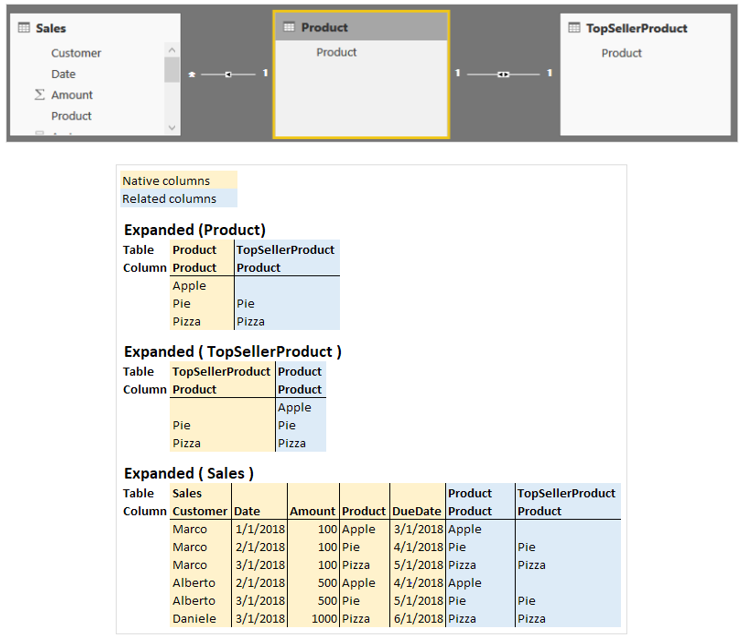 Sales
Customer
Date
Σ Amount
Product
* 1
Product
Product
1 1
TopSellerProduct
Product
Native columns
Related columns
Expanded (Product)
Table Product TopSellerProduct
Column Product Product
Apple
Pie Pie
Pizza Pizza
Expanded ( TopSellerProduct )
Table TopSellerProduct Product
Column Product Product
Apple
Pie Pie
Pizza Pizza
Expanded ( Sales )
Table Sales Product TopSellerProduct
Column Customer Date Amount Product DueDate Product Product
Marco 1/1/2018 100 Apple 3/1/2018 Apple
Marco 2/1/2018 100 Pie 4/1/2018 Pie Pie
Marco 3/1/2018 100 Pizza 5/1/2018 Pizza Pizza
Alberto 2/1/2018 500 Apple 4/1/2018 Apple
Alberto 3/1/2018 500 Pie 5/1/2018 Pie Pie
Daniele 3/1/2018 1000 Pizza 6/1/2018 Pizza Pizza